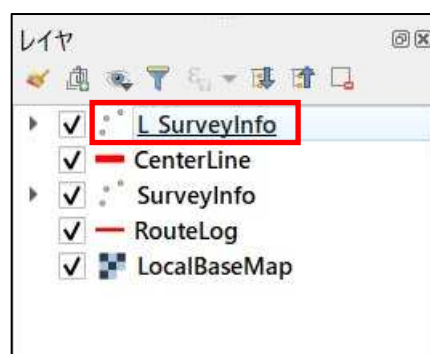 レイヤ
L_SurveyInfo
CenterLine
SurveyInfo
RouteLog
LocalBaseMap